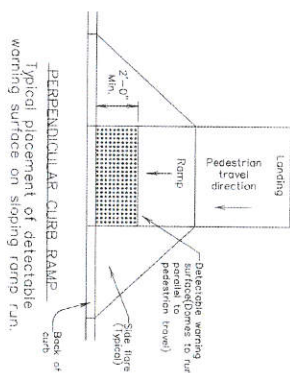 Landing
Pedestrian
travel
direction
Ramp
2'-0"
Min.
Detectable warning
surface(Domes to run
parallel to
pedestrian travel)
Side flare
(Typical)
Back of
curb
PERPENDICULAR CURB RAMP
Typical placement of detectable
warning surface on sloping ramp run.